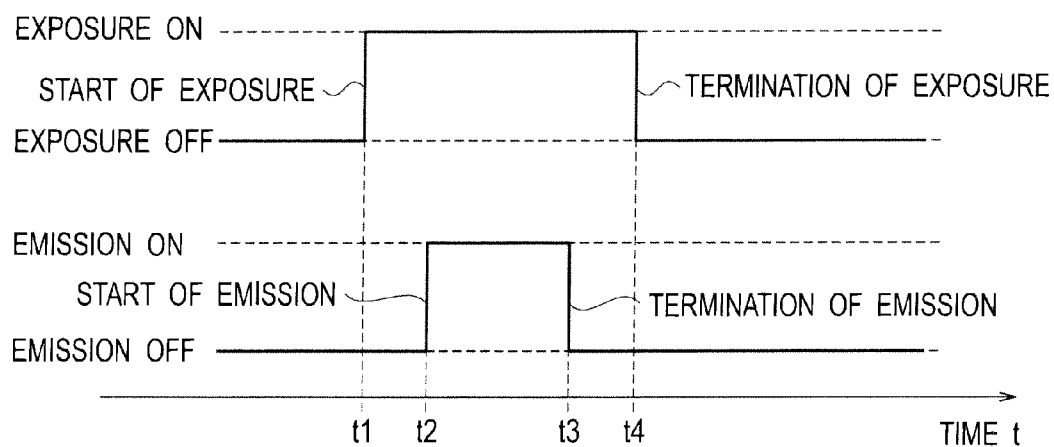 EXPOSURE ON
START OF EXPOSURE
TERMINATION OF EXPOSURE
EXPOSURE OFF
EMISSION ON
START OF EMISSION
TERMINATION OF EMISSION
EMISSION OFF
t1 t2 t3 t4 TIME t